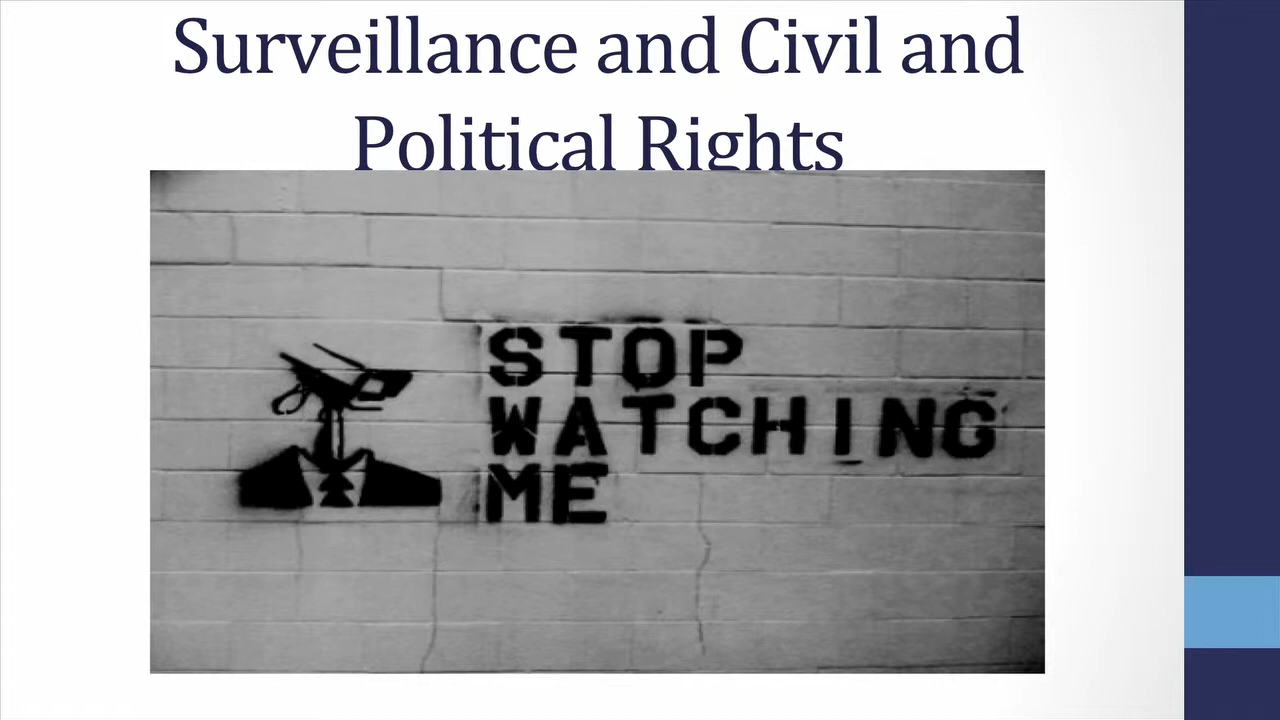 Surveillance and Civil and
Political Rights
STOP
WATCHING
ME